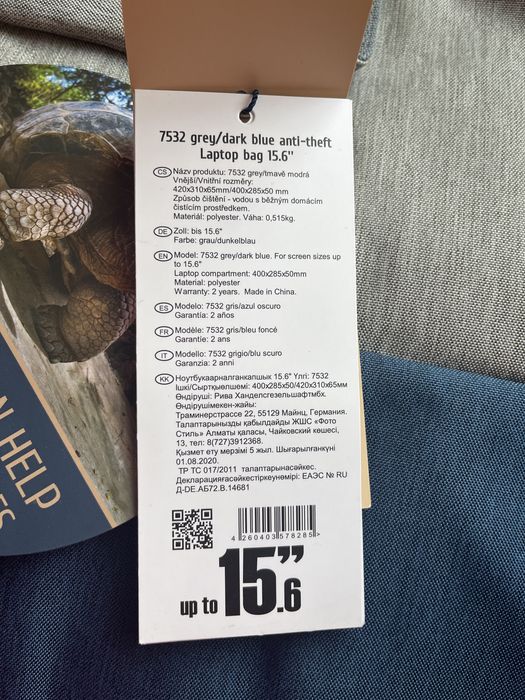 7532 grey/dark blue anti-theft
Laptop bag 15.6"
CS Název produktu: 7532 grey/tmavě modrá
Vnější/Vnitřní rozměry:
420x310x65mm/400x285x50 mm
Způsob čištění - vodou s běžným domácím
čistícím prostředkem.
Materiál: polyester. Váha: 0,515kg.
DE Zoll: bis 15.6"
Farbe: grau/dunkelblau
EN Model: 7532 grey/dark blue. For screen sizes up
to 15.6"
Laptop compartment: 400x285x50mm
Material: polyester
Warranty: 2 years. Made in China.
ES Modelo: 7532 gris/azul oscuro
Garantía: 2 años
FR Modèle: 7532 gris/bleu foncé
Garantie: 2 ans
IT Modello: 7532 grigio/blu scuro
Garanzia: 2 anni
KK Ноутбукаарналғанқапшық 15.6" Үлгі: 7532
Ішкі/Сыртқыөлшемі: 400x285x50/420x310x65мм
Өндіруші: Рива Ханделсгезельшафтмбх.
Өндірушімекен-жайы:
Траминерштрассе 22, 55129 Майнц, Германия.
Талаптарыңызды қабылдайды ЖШС «Фото
Стиль» Алматы қаласы, Чайковский көшесі,
13, тел: 8(727)3912368.
Қызмет ету мерзімі 5 жыл. Шығарылғанкүні
01.08.2020.
ТР ТС 017/2011 талаптарынасәйкес.
Декларациягасәйкестіркеунөмірі: ЕАЭС № RU
Д-DE.АБ72.В.14681
4 260403 578285 >
up to 15.6”
N HELP